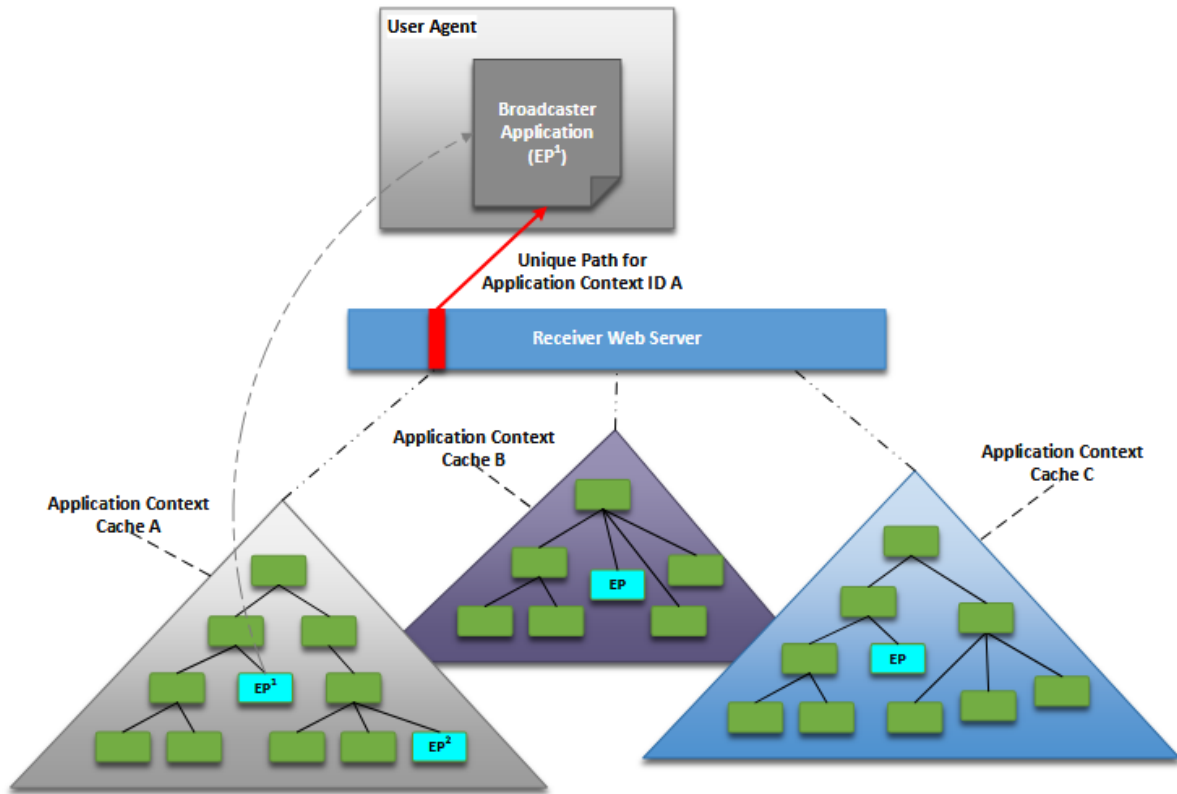 User Agent
Broadcaster
Application
(EP¹)
Unique Path for
Application Context ID A
Receiver Web Server
Application Context
Cache B
Application Context
Cache C
Application Context
Cache A
EP
EP
EP¹
EP²